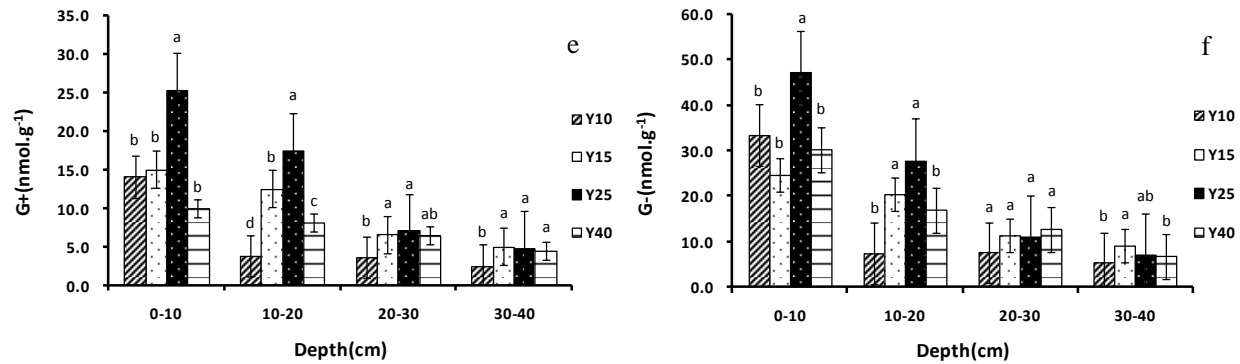 e
G+(nmol.g-1)
35.0
30.0
25.0
20.0
15.0
10.0
5.0
0.0
b b a b
d b a c
b a a ab
b a a a
0-10 10-20 20-30 30-40
Depth(cm)
Y10
Y15
Y25
Y40
f
G-(nmol.g-1)
60.0
50.0
40.0
30.0
20.0
10.0
0.0
b b a b
b a a b
a a a a
b a ab b
0-10 10-20 20-30 30-40
Depth(cm)
Y10
Y15
Y25
Y40